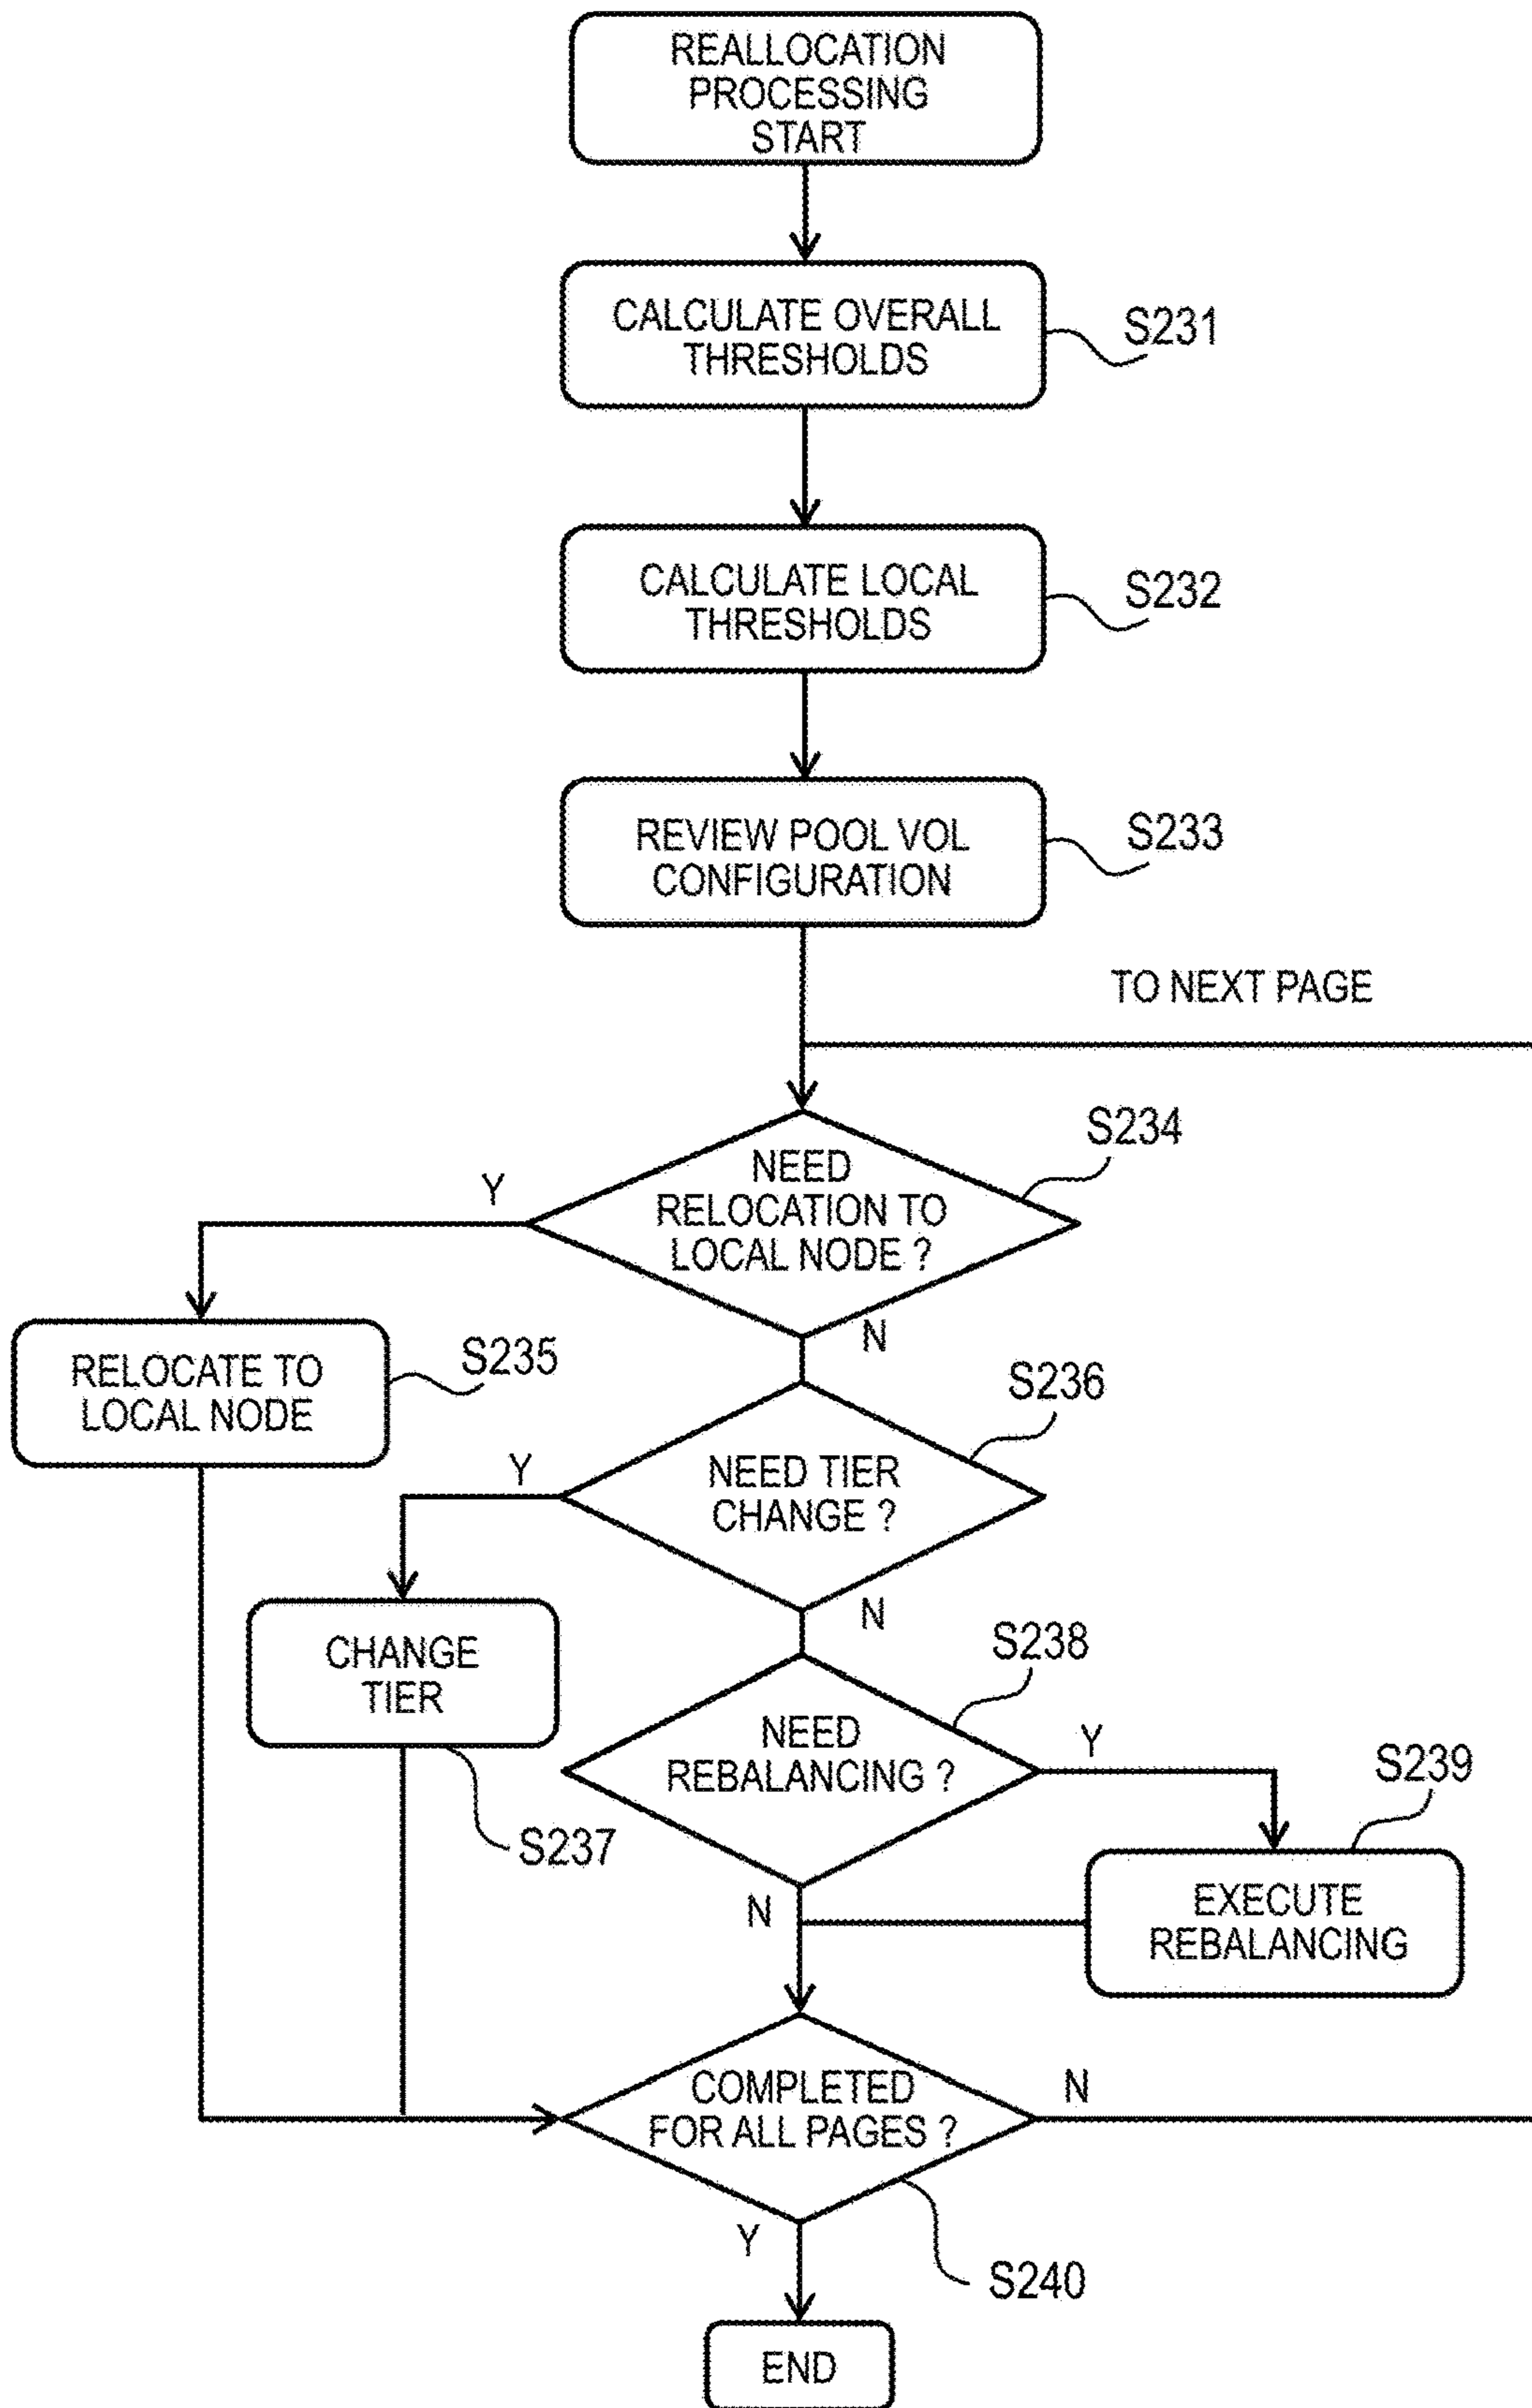 REALLOCATION
PROCESSING
START
CALCULATE OVERALL
THRESHOLDS
S231
CALCULATE LOCAL
THRESHOLDS
S232
REVIEW POOL VOL
CONFIGURATION
S233
TO NEXT PAGE
S234
NEED
RELOCATION TO
LOCAL NODE ?
Y
N
RELOCATE TO
LOCAL NODE
S235
S236
NEED TIER
CHANGE ?
Y
N
CHANGE
TIER
S237
S238
NEED
REBALANCING ?
Y
N
S239
EXECUTE
REBALANCING
COMPLETED
FOR ALL PAGES ?
N
Y
S240
END